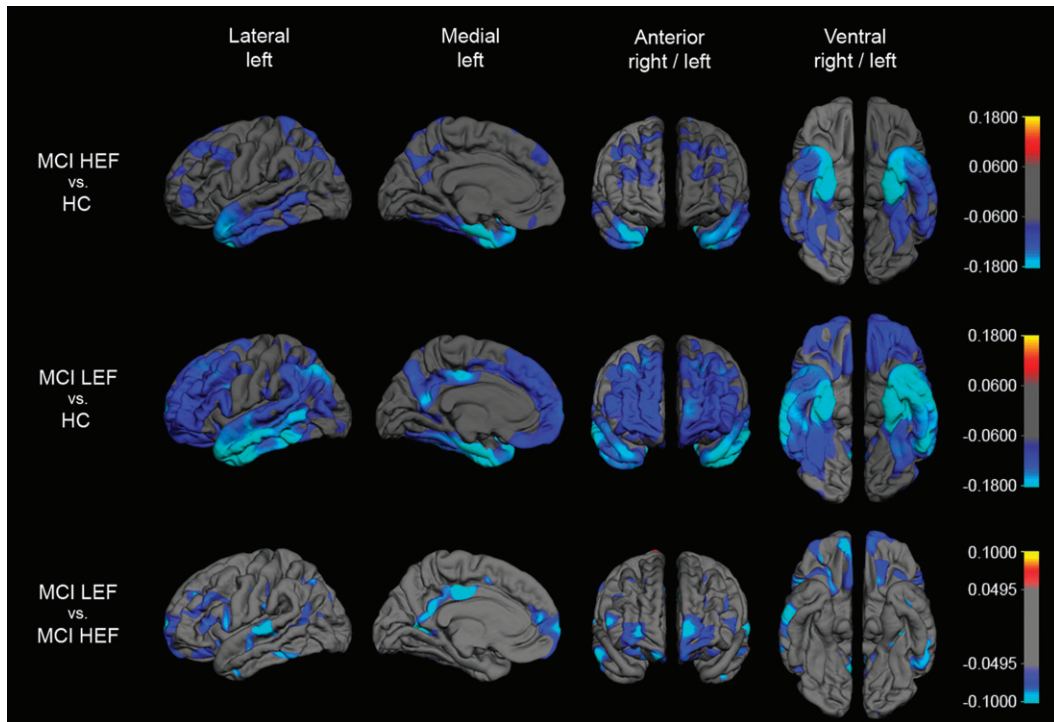 Lateral
left
Medial
left
Anterior
right / left
Ventral
right / left
MCI HEF
vs.
HC
0.1800
0.0600
-0.0600
-0.1800
MCI LEF
vs.
HC
0.1800
0.0600
-0.0600
-0.1800
MCI LEF
vs.
MCI HEF
0.1000
0.0495
-0.0495
-0.1000